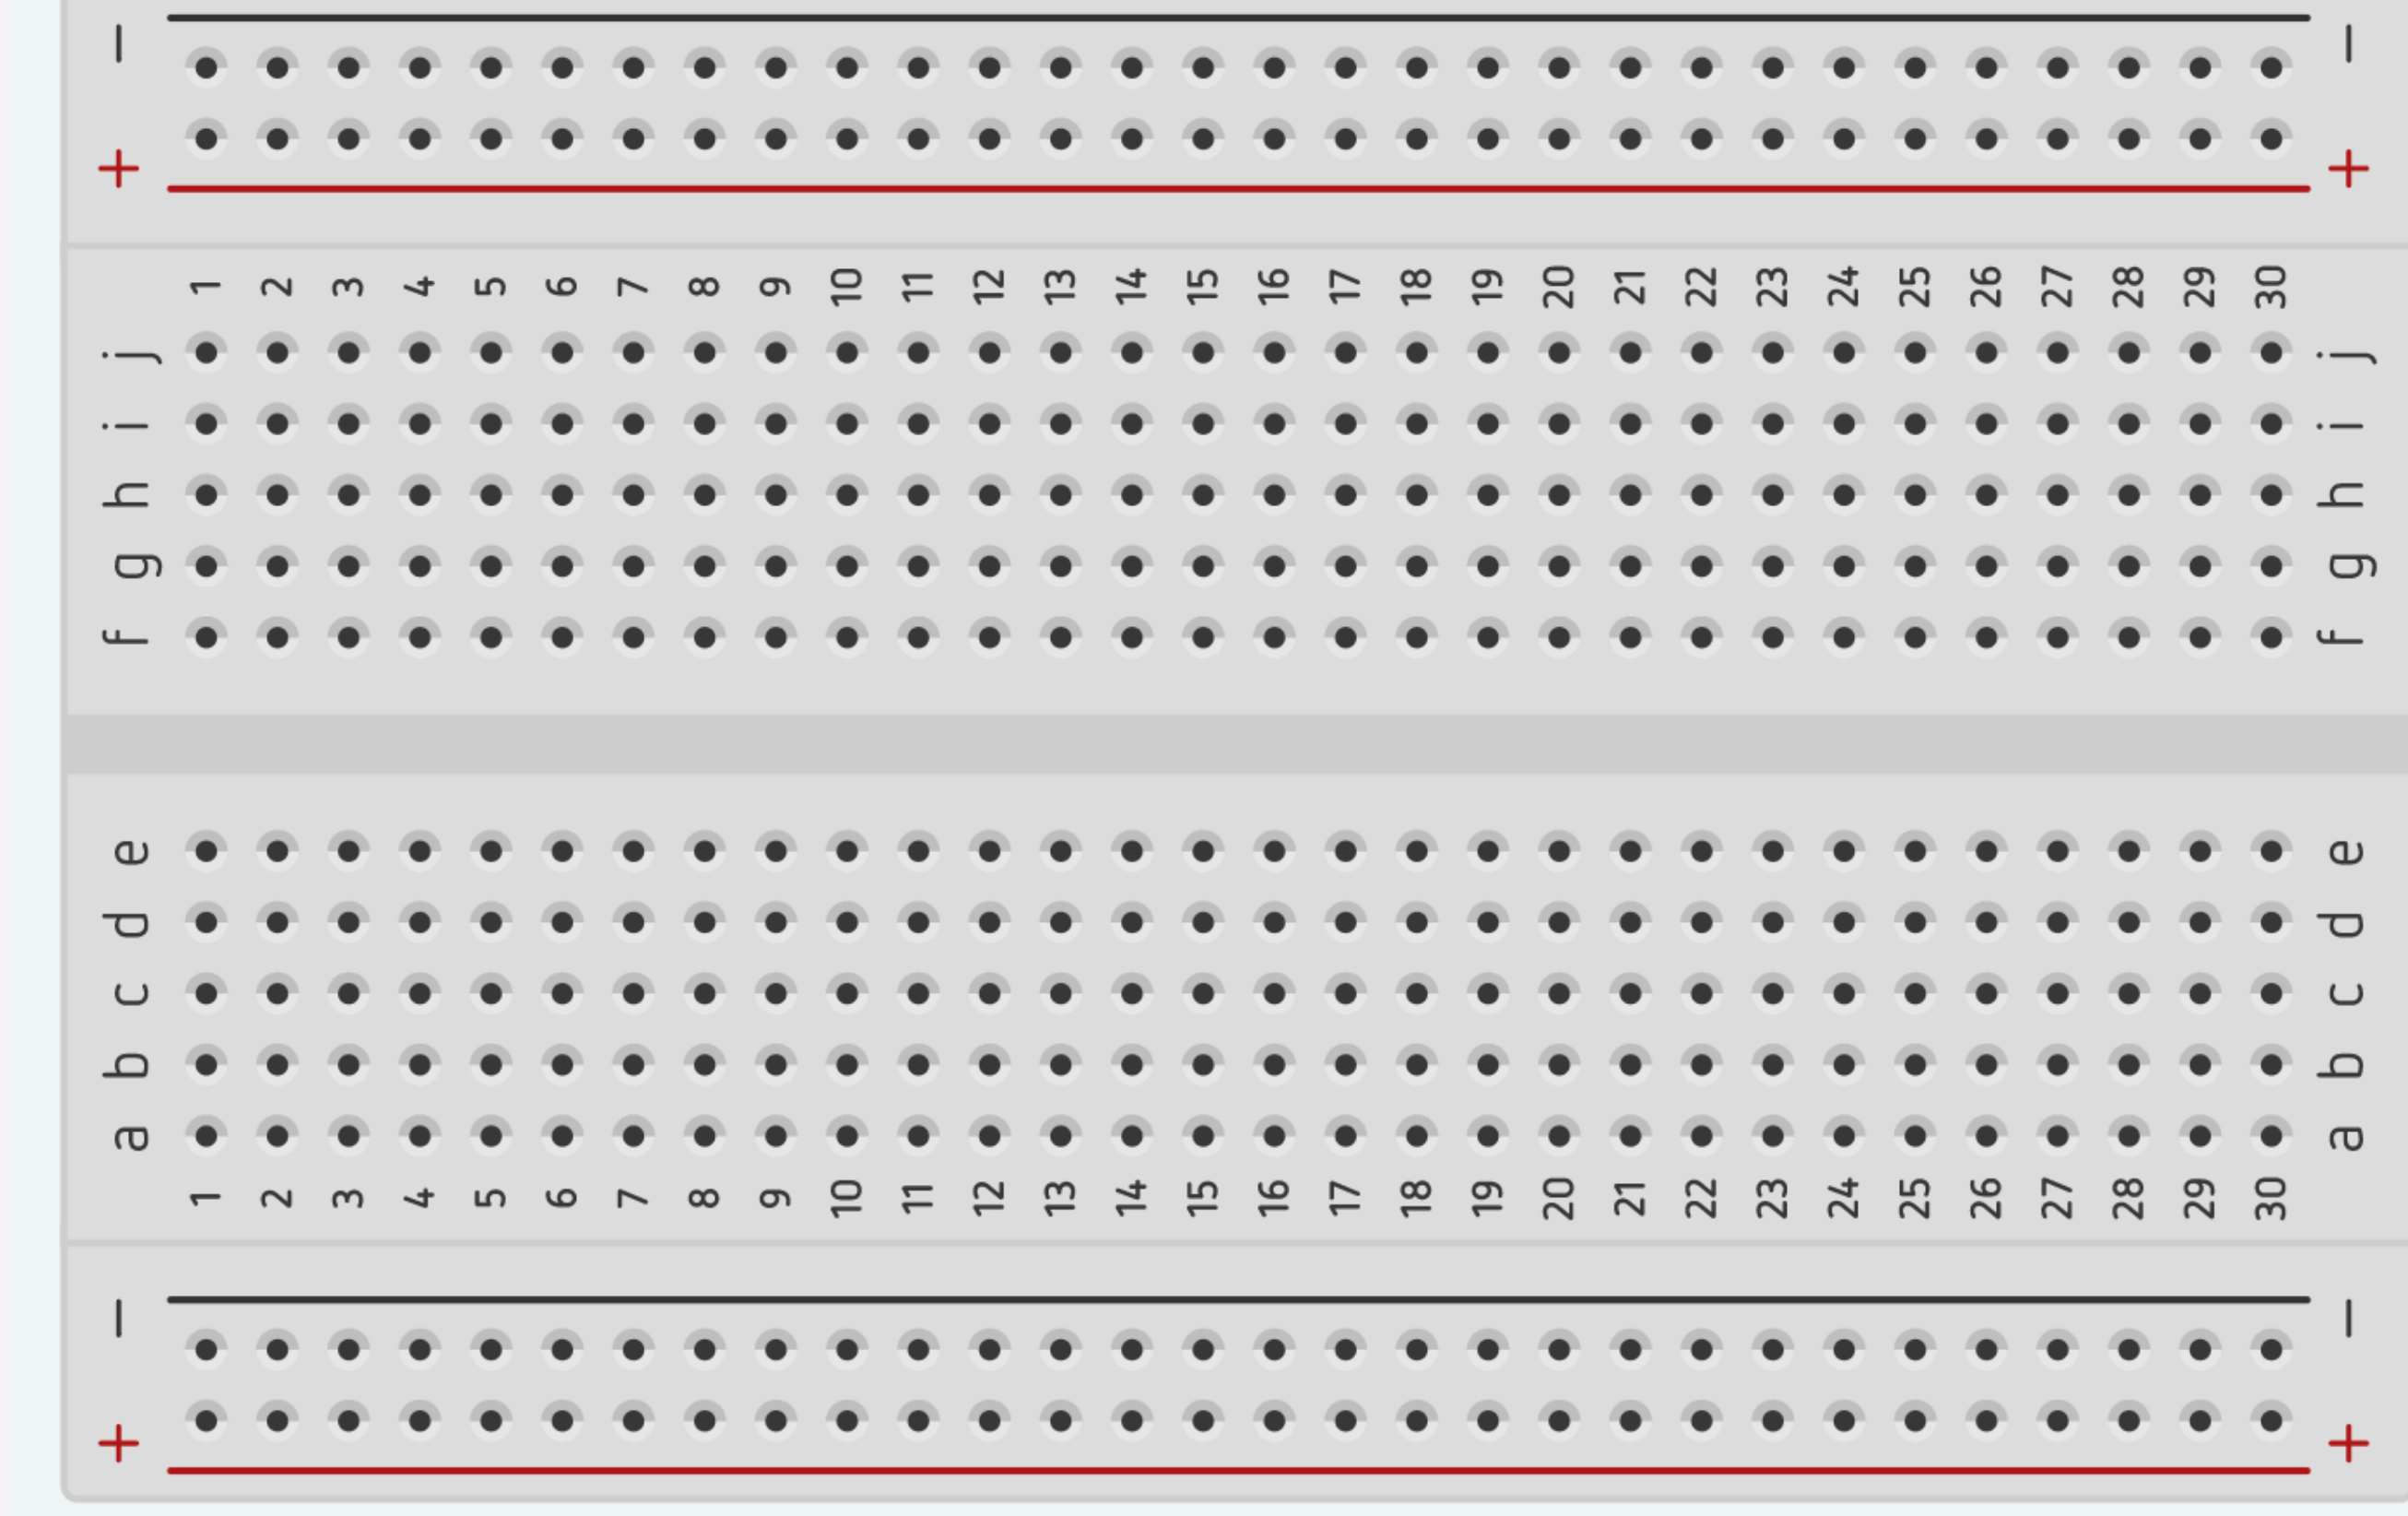 − −
+ +
1 2 3 4 5 6 7 8 9 10 11 12 13 14 15 16 17 18 19 20 21 22 23 24 25 26 27 28 29 30
j j
i i
h h
g g
f f
e e
d d
c c
b b
a a
1 2 3 4 5 6 7 8 9 10 11 12 13 14 15 16 17 18 19 20 21 22 23 24 25 26 27 28 29 30
− −
+ +